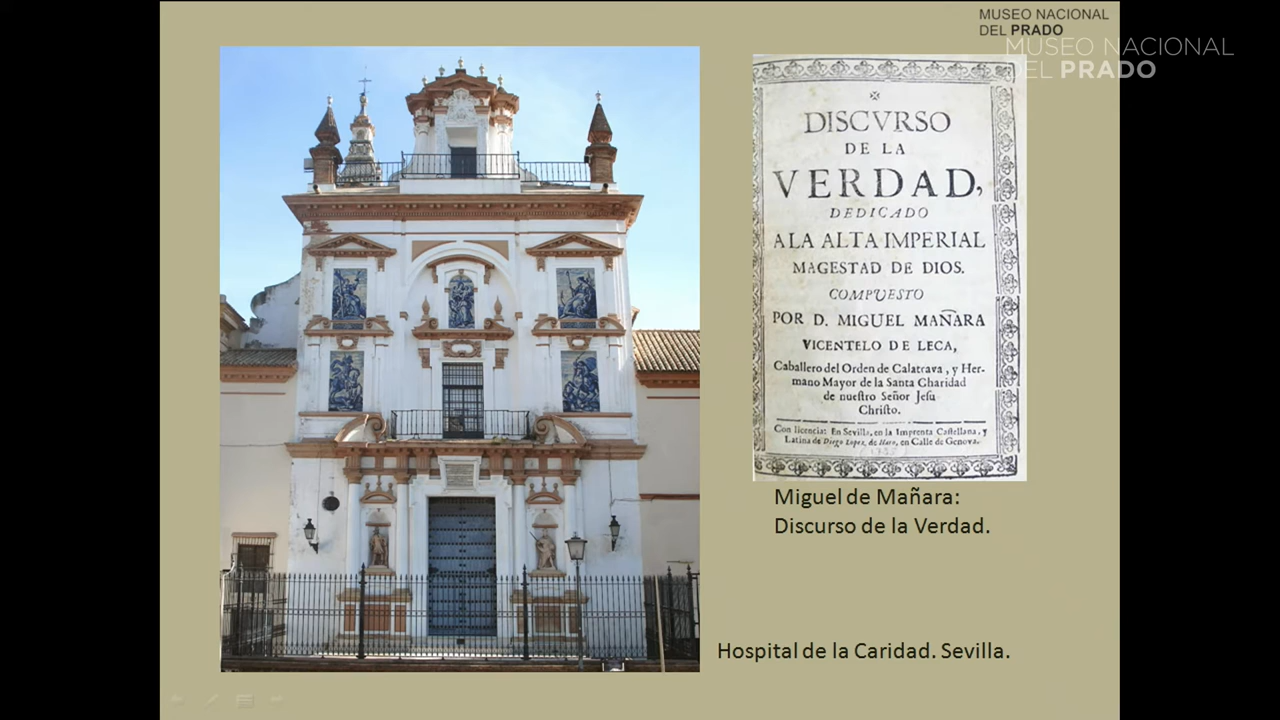 MUSEO NACIONAL
DEL PRADO
MUSEO NACIONAL
DEL PRADO
DISCVRSO
DE LA
VERDAD,
DEDICADO
A LA ALTA IMPERIAL
MAGESTAD DE DIOS.
COMPUESTO
POR D. MIGUEL MAÑARA
VICENTELO DE LECA,
Caballero del Orden de Calatrava, y Her-
mano Mayor de la Santa Charidad
de nuestro Señor Jesu
Christo.
Con licencia: En Sevilla, en la Imprenta Castellana, y
Latina de Diego Lopez, de Haro, en Calle de Genova.
Miguel de Mañara:
Discurso de la Verdad.
Hospital de la Caridad. Sevilla.